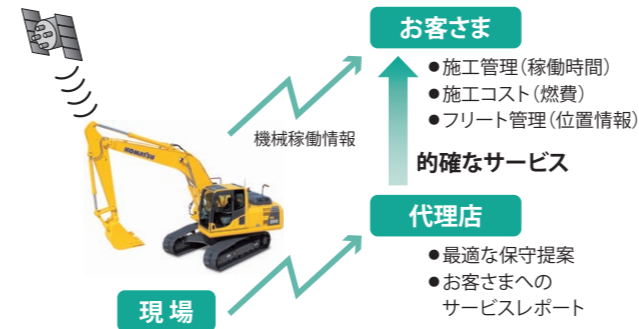 お客さま
●施工管理(稼働時間)
●施工コスト(燃費)
●フリート管理(位置情報)
機械稼働情報
的確なサービス
KOMATSU
代理店
●最適な保守提案
●お客さまへの
サービスレポート
現場